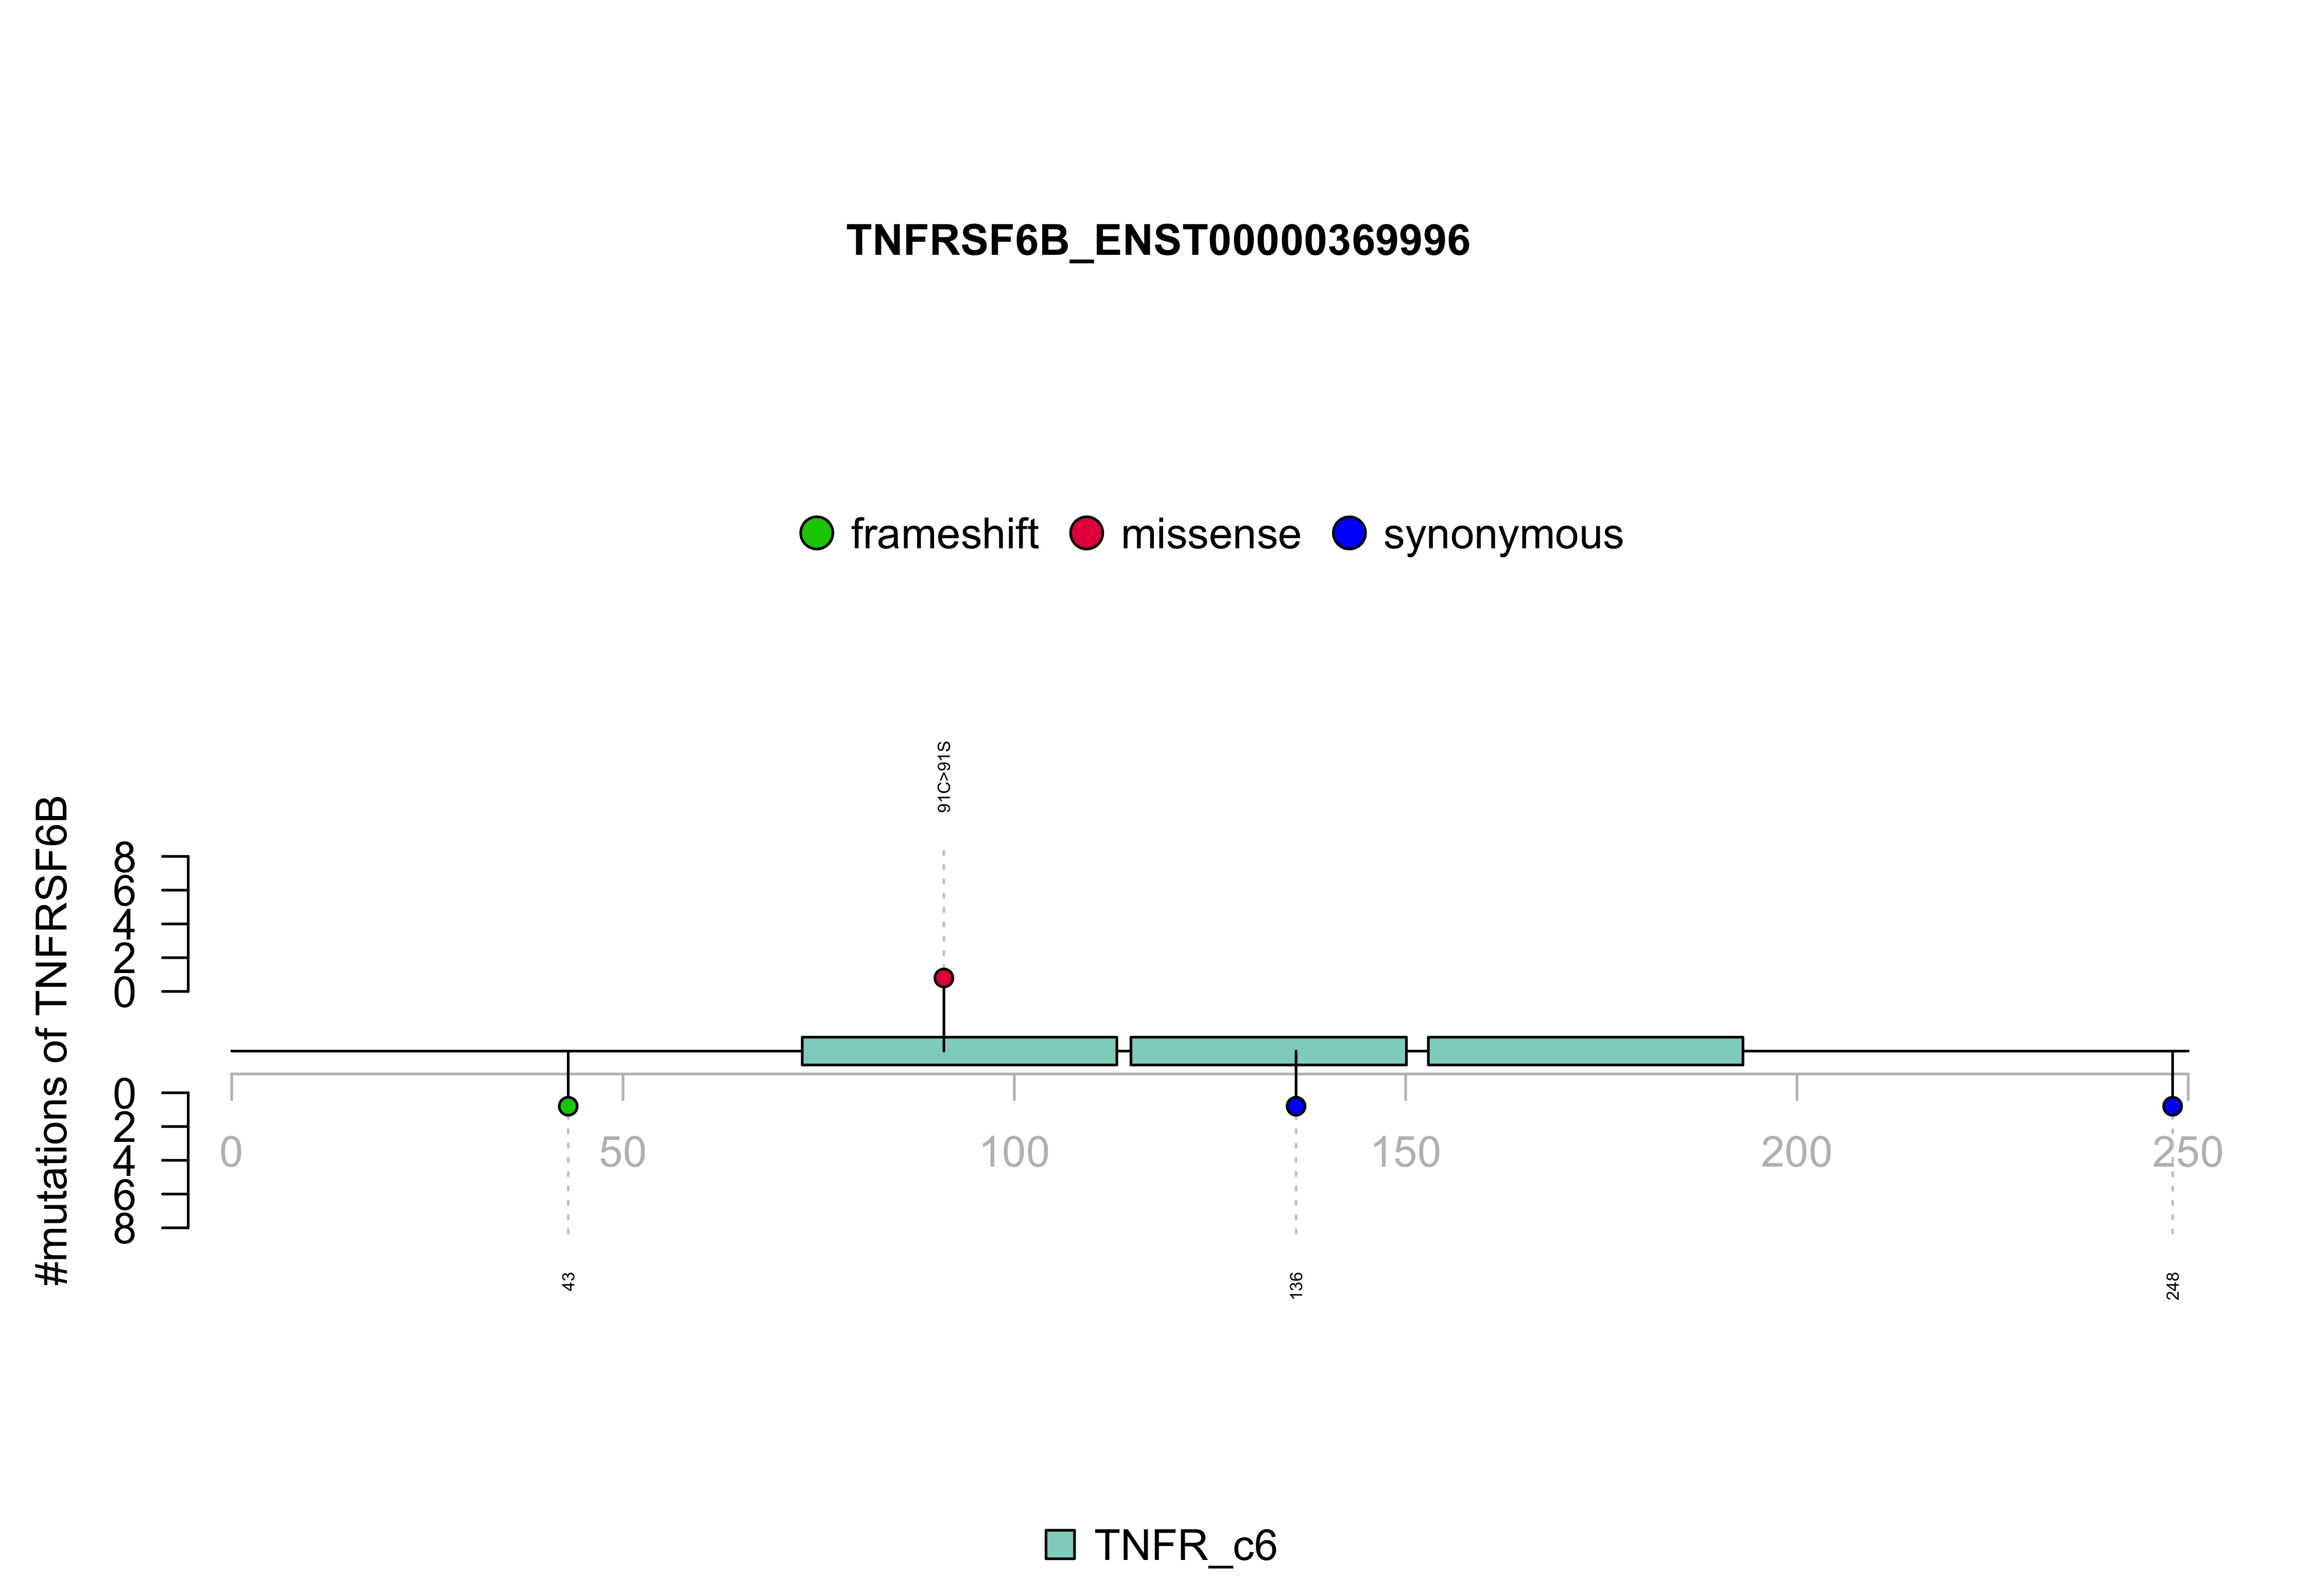 TNFRSF6B_ENST00000369996
frameshift missense synonymous
91C>91S
#mutations of TNFRSF6B
8
6
4
2
0
0
2
4
6
8
0 50 100 150 200 250
43 136 248
TNFR_c6